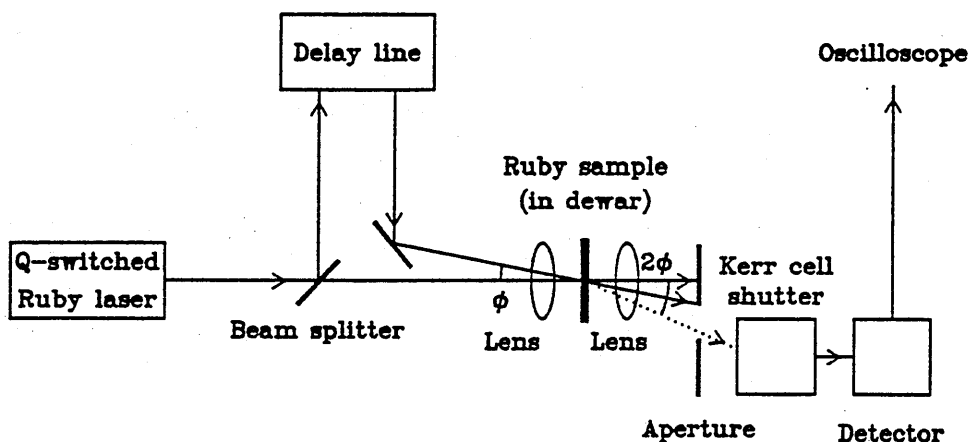 Delay line
Oscilloscope
Ruby sample
(in dewar)
Q-switched
Ruby laser
2ϕ
Kerr cell
shutter
ϕ
Beam splitter
Lens
Lens
Aperture
Detector